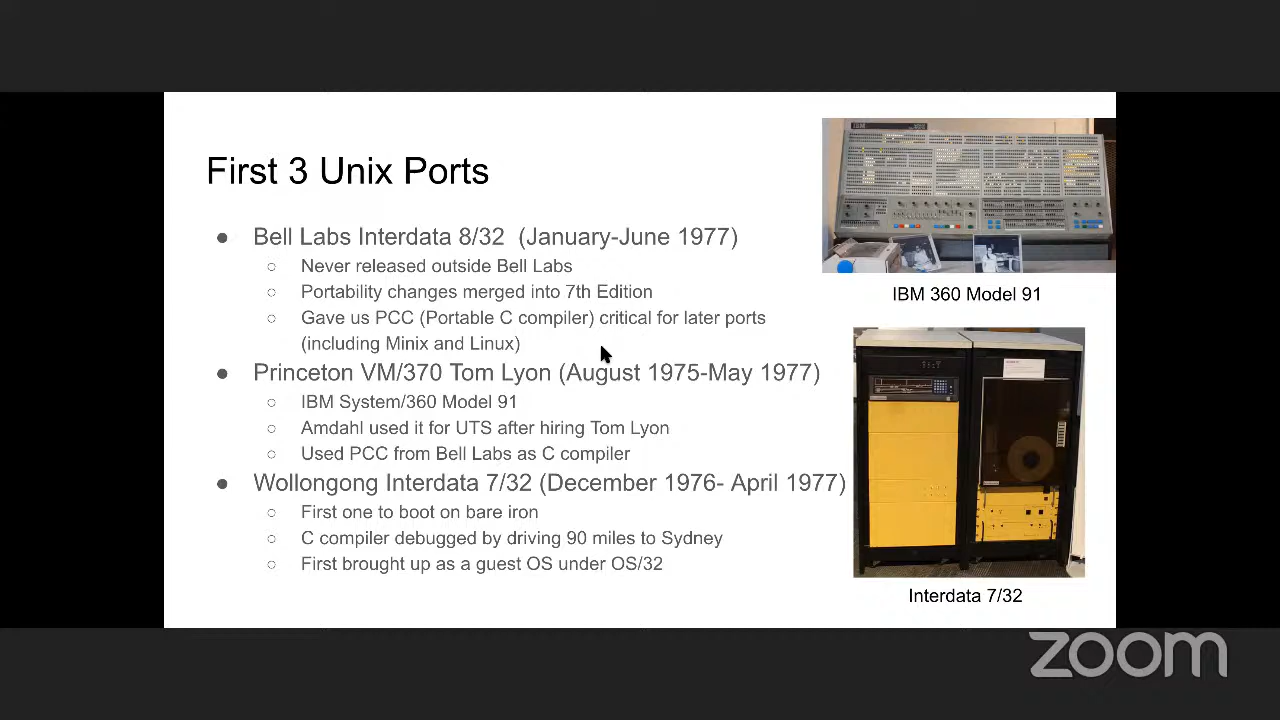 First 3 Unix Ports
● Bell Labs Interdata 8/32 (January-June 1977)
○ Never released outside Bell Labs
○ Portability changes merged into 7th Edition
○ Gave us PCC (Portable C compiler) critical for later ports
(including Minix and Linux)
● Princeton VM/370 Tom Lyon (August 1975-May 1977)
○ IBM System/360 Model 91
○ Amdahl used it for UTS after hiring Tom Lyon
○ Used PCC from Bell Labs as C compiler
● Wollongong Interdata 7/32 (December 1976- April 1977)
○ First one to boot on bare iron
○ C compiler debugged by driving 90 miles to Sydney
○ First brought up as a guest OS under OS/32
IBM 360 Model 91
Interdata 7/32
zoom